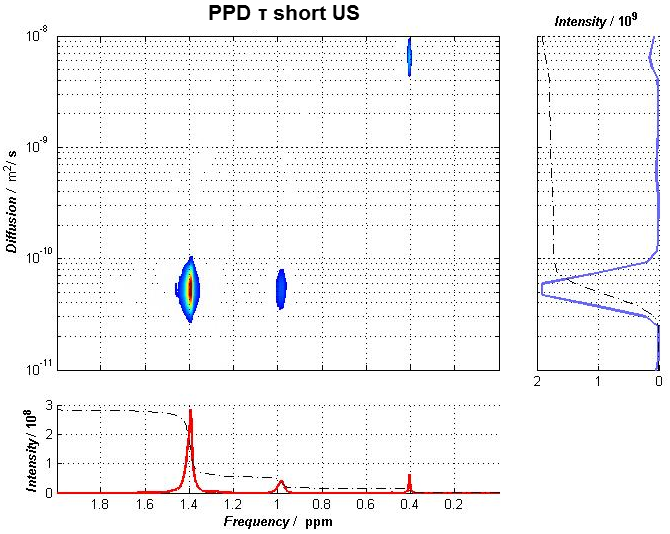 PPD τ short US
Intensity / 10⁹
10⁻⁸
10⁻⁹
10⁻¹⁰
10⁻¹¹
Diffusion / m²/ s
2 1 0
3
2
1
0
Intensity / 10⁸
1.8 1.6 1.4 1.2 1 0.8 0.6 0.4 0.2
Frequency / ppm